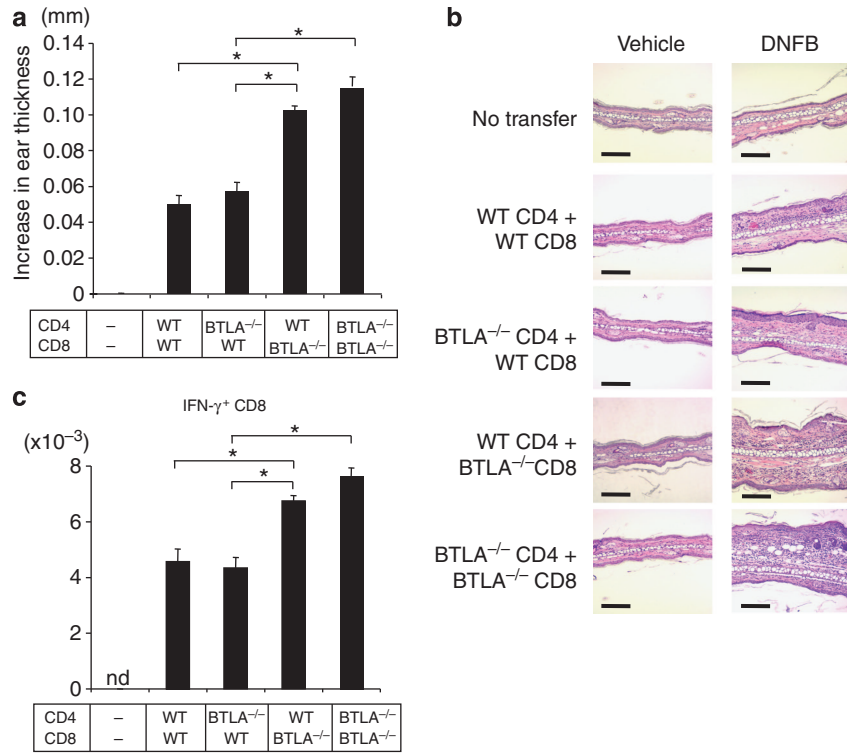 a
(mm)
Increase in ear thickness
0.14
0.12
0.10
0.08
0.06
0.04
0.02
0
*
*
*
CD4 – WT BTLA−/− WT BTLA−/−
CD8 – WT WT BTLA−/− BTLA−/−
b
Vehicle DNFB
No transfer
WT CD4 +
WT CD8
BTLA−/− CD4 +
WT CD8
WT CD4 +
BTLA−/−CD8
BTLA−/− CD4 +
BTLA−/− CD8
c
IFN-γ+ CD8
(x10−3)
8
6
4
2
0
*
*
*
nd
CD4 – WT BTLA−/− WT BTLA−/−
CD8 – WT WT BTLA−/− BTLA−/−